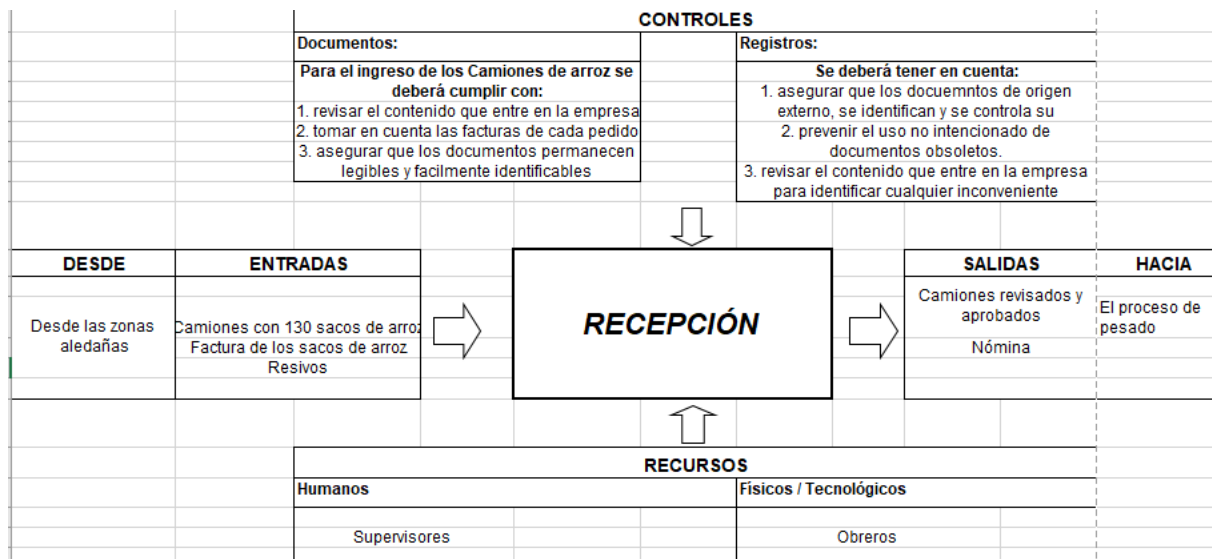 CONTROLES
Documentos:
Registros:
Para el ingreso de los Camiones de arroz se
deberá cumplir con:
1. revisar el contenido que entre en la empresa
2. tomar en cuenta las facturas de cada pedido
3. asegurar que los documentos permanecen
legibles y facilmente identificables
Se deberá tener en cuenta:
1. asegurar que los docuemntos de origen
externo, se identifican y se controla su
2. prevenir el uso no intencionado de
documentos obsoletos.
3. revisar el contenido que entre en la empresa
para identificar cualquier inconveniente
DESDE
ENTRADAS
Desde las zonas
aledañas
Camiones con 130 sacos de arroz
Factura de los sacos de arroz
Resivos
RECEPCIÓN
SALIDAS
HACIA
Camiones revisados y
aprobados
Nómina
El proceso de
pesado
RECURSOS
Humanos
Físicos / Tecnológicos
Supervisores
Obreros